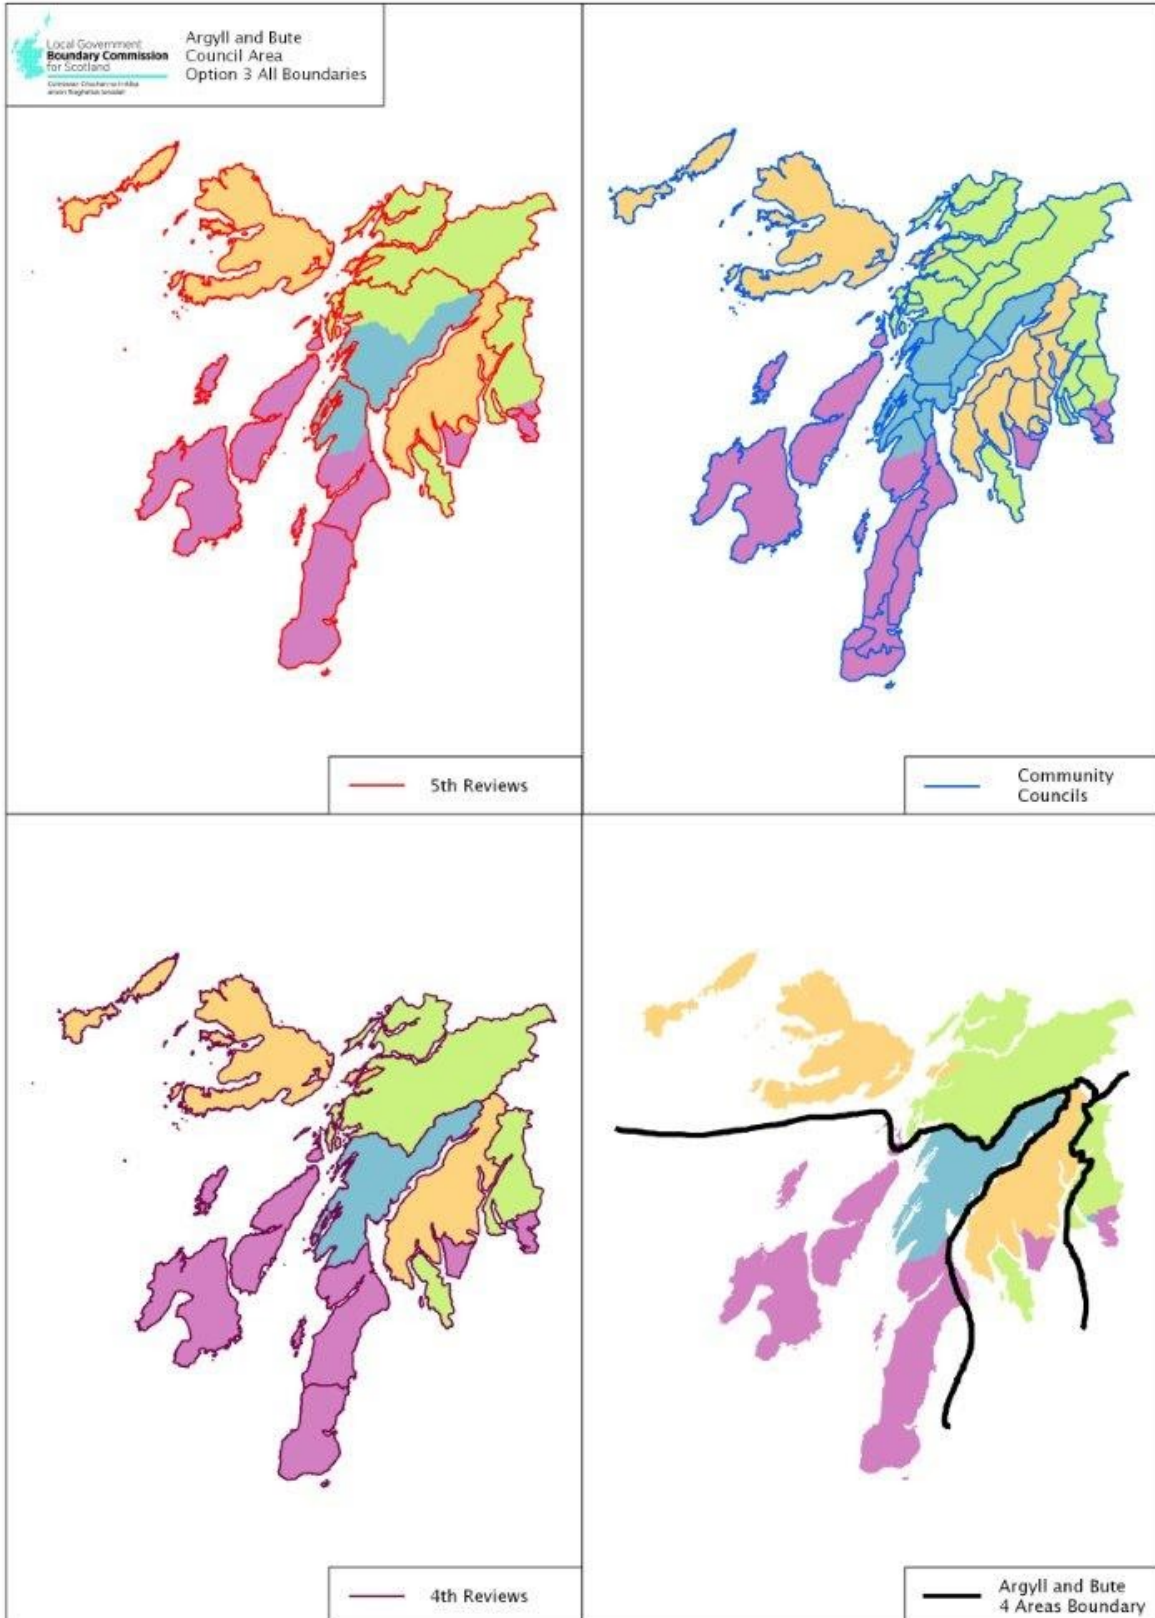 Local Government
Boundary Commission
for Scotland
Argyll and Bute
Council Area
Option 3 All Boundaries
5th Reviews
Community
Councils
4th Reviews
Argyll and Bute
4 Areas Boundary